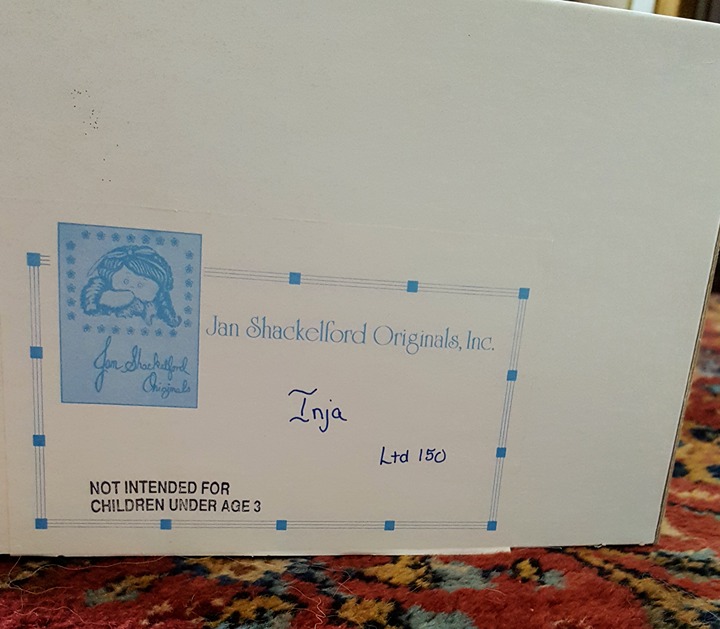 Jan Shackelford Originals, Inc.
Jan Shackelford
Originals
Inja
Ltd 150
NOT INTENDED FOR
CHILDREN UNDER AGE 3